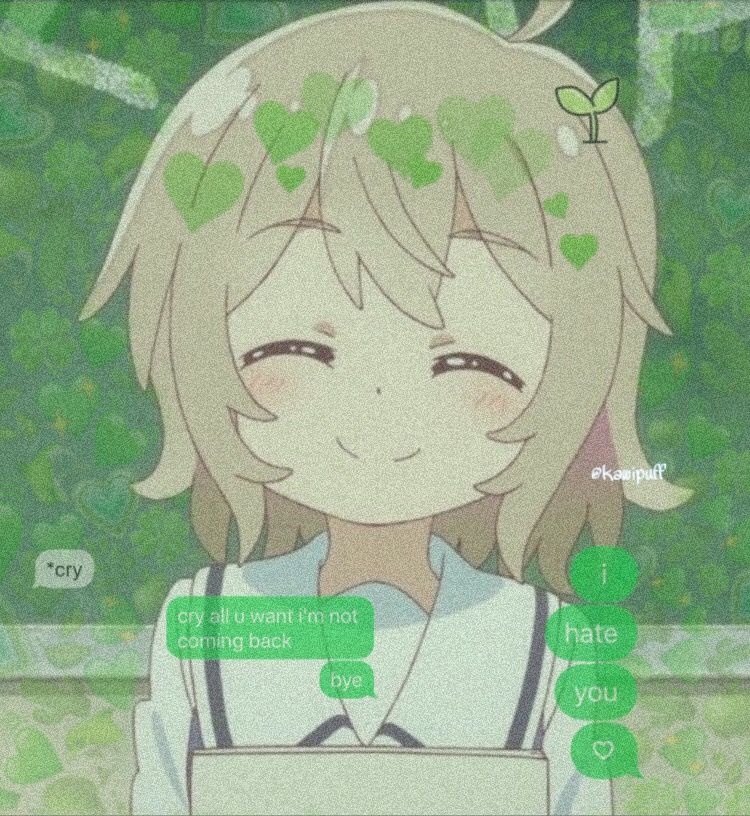 @kawipuff
*cry
cry all u want i'm not
coming back
bye
i
hate
you
♡